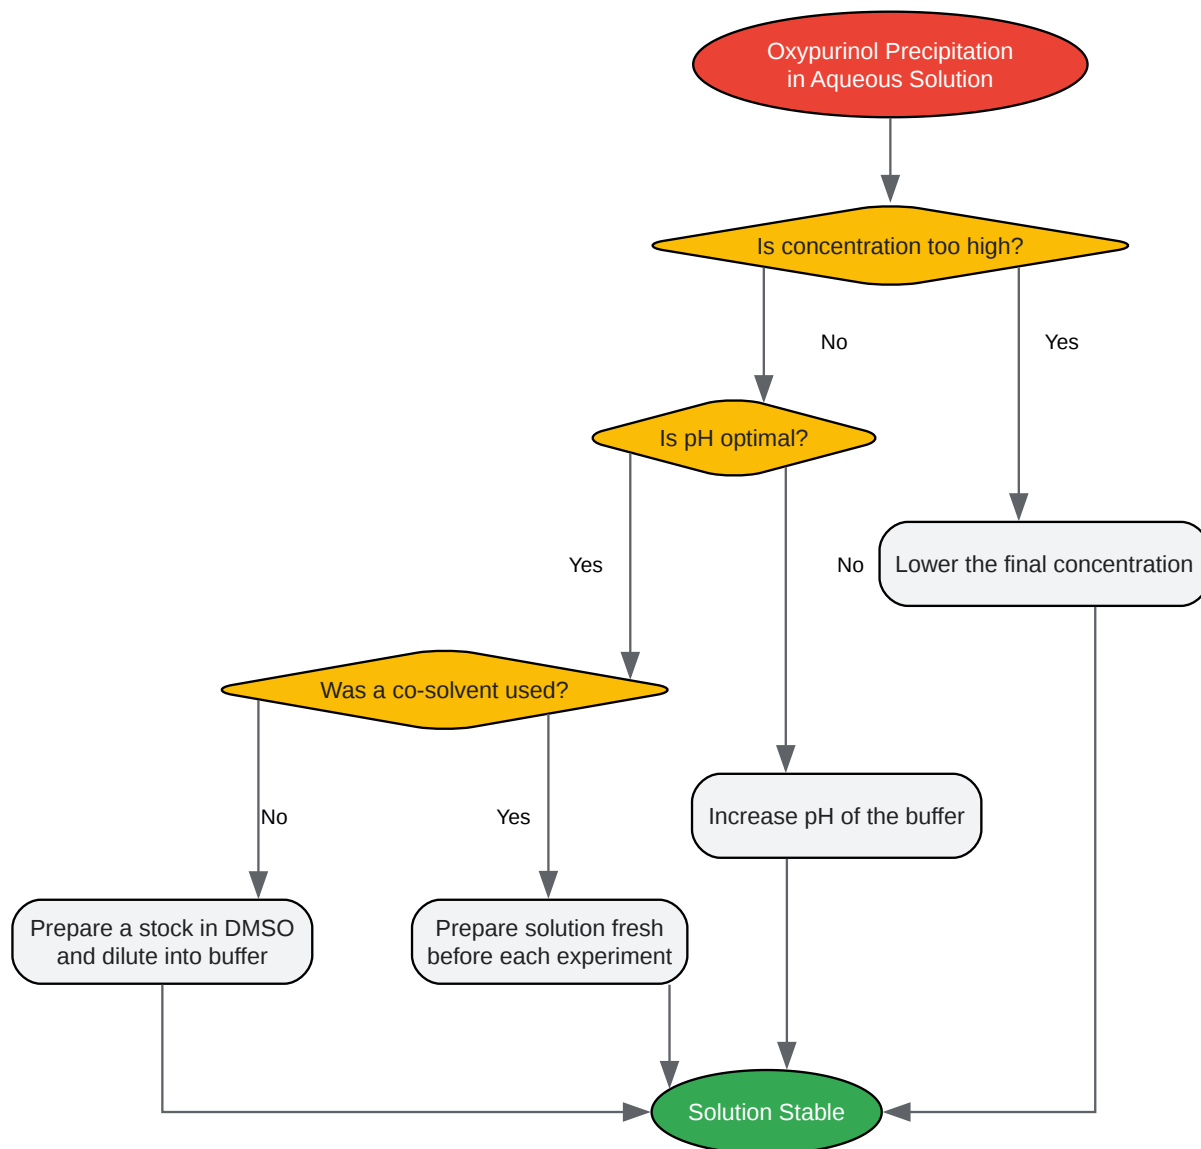 Oxypurinol Precipitation
in Aqueous Solution
Is concentration too high?
No
Yes
Is pH optimal?
Yes
No
Lower the final concentration
Was a co-solvent used?
No
Yes
Increase pH of the buffer
Prepare a stock in DMSO
and dilute into buffer
Prepare solution fresh
before each experiment
Solution Stable